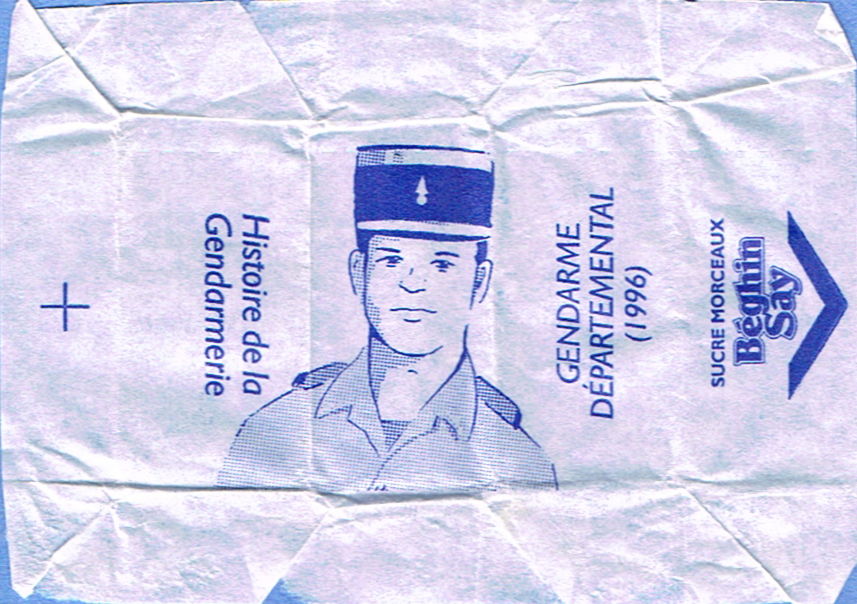 Histoire de la
Gendarmerie
GENDARME
DÉPARTEMENTAL
(1996)
SUCRE MORCEAUX
Béghin
Say